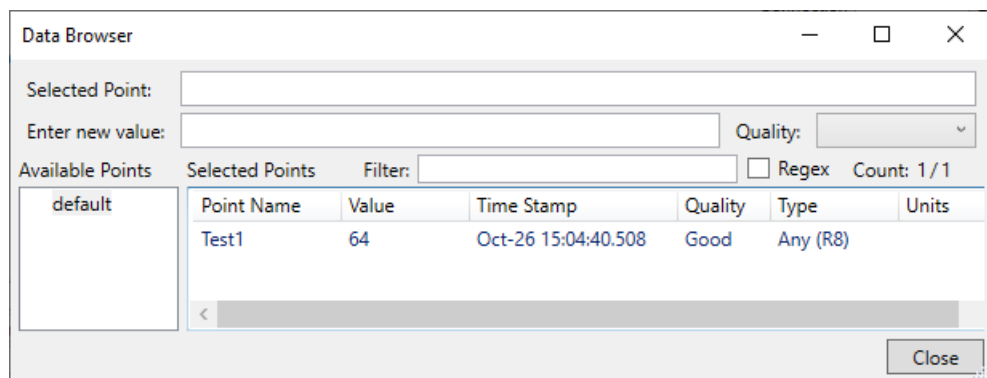 Data Browser
Selected Point:
Enter new value: Quality:
Available Points Selected Points Filter: Regex Count: 1 / 1
default Point Name Value Time Stamp Quality Type Units
Test1 64 Oct-26 15:04:40.508 Good Any (R8)
Close